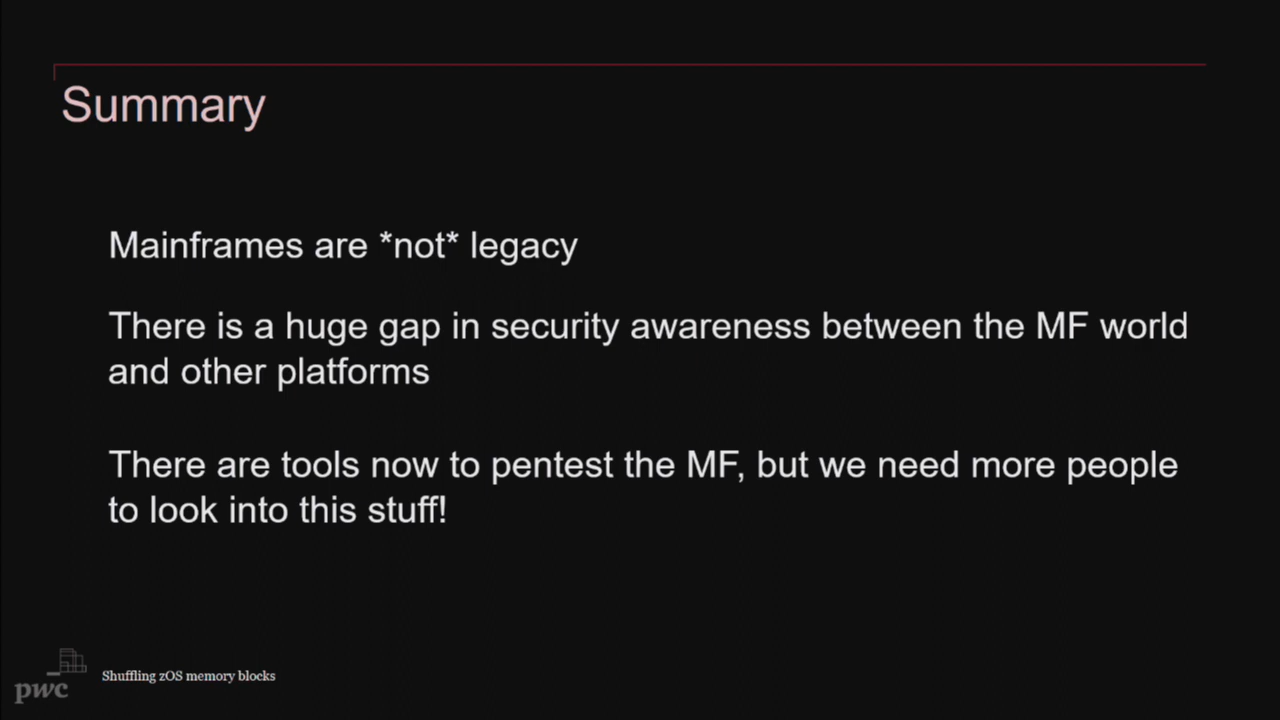 Summary
Mainframes are *not* legacy
There is a huge gap in security awareness between the MF world
and other platforms
There are tools now to pentest the MF, but we need more people
to look into this stuff!
pwc
Shuffling zOS memory blocks